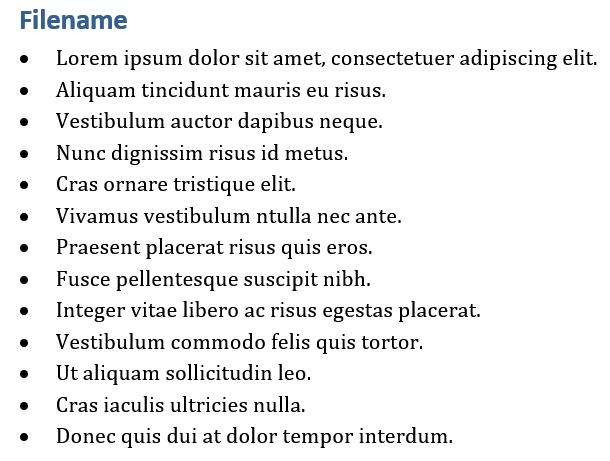 Filename
• Lorem ipsum dolor sit amet, consectetuer adipiscing elit.
• Aliquam tincidunt mauris eu risus.
• Vestibulum auctor dapibus neque.
• Nunc dignissim risus id metus.
• Cras ornare tristique elit.
• Vivamus vestibulum ntulla nec ante.
• Praesent placerat risus quis eros.
• Fusce pellentesque suscipit nibh.
• Integer vitae libero ac risus egestas placerat.
• Vestibulum commodo felis quis tortor.
• Ut aliquam sollicitudin leo.
• Cras iaculis ultricies nulla.
• Donec quis dui at dolor tempor interdum.